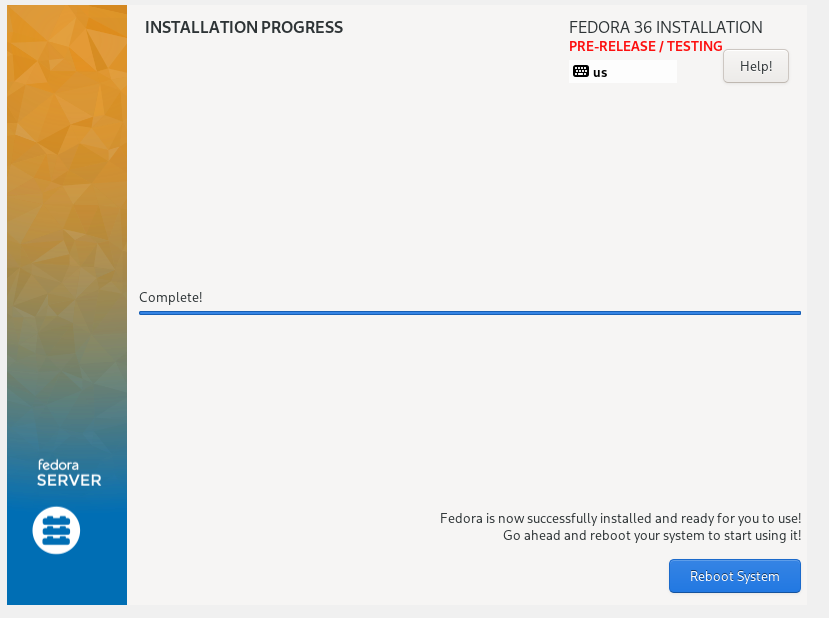 INSTALLATION PROGRESS
FEDORA 36 INSTALLATION
PRE-RELEASE / TESTING
us
Help!
Complete!
fedora
SERVER
Fedora is now successfully installed and ready for you to use!
Go ahead and reboot your system to start using it!
Reboot System